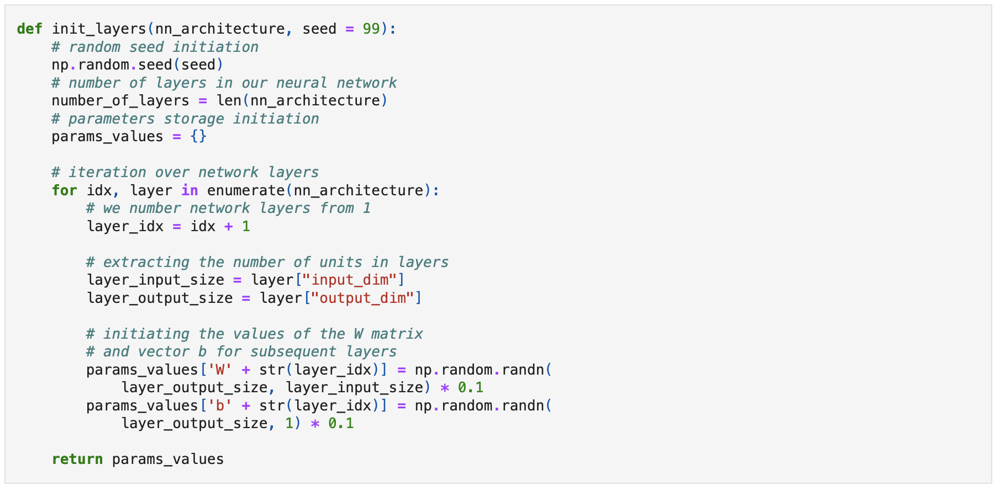 def init_layers(nn_architecture, seed = 99):
    # random seed initiation
    np.random.seed(seed)
    # number of layers in our neural network
    number_of_layers = len(nn_architecture)
    # parameters storage initiation
    params_values = {}

    # iteration over network layers
    for idx, layer in enumerate(nn_architecture):
        # we number network layers from 1
        layer_idx = idx + 1

        # extracting the number of units in layers
        layer_input_size = layer["input_dim"]
        layer_output_size = layer["output_dim"]

        # initiating the values of the W matrix
        # and vector b for subsequent layers
        params_values['W' + str(layer_idx)] = np.random.randn(
            layer_output_size, layer_input_size) * 0.1
        params_values['b' + str(layer_idx)] = np.random.randn(
            layer_output_size, 1) * 0.1

    return params_values